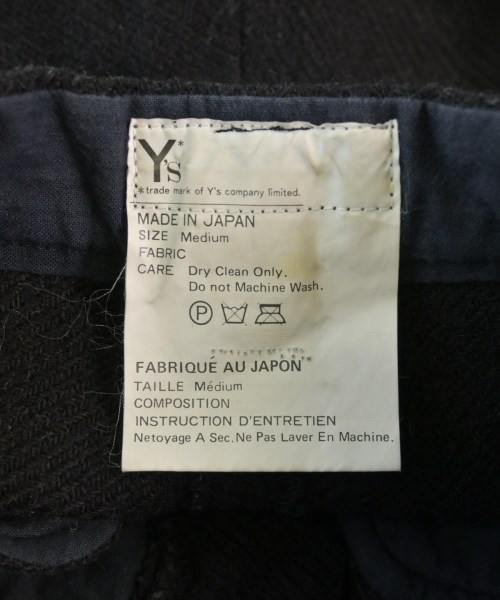 Y's*
*trade mark of Y's company limited.
MADE IN JAPAN
SIZE Medium
FABRIC
CARE Dry Clean Only.
Do not Machine Wash.
P
FABRIQUÉ AU JAPON
TAILLE Médium
COMPOSITION
INSTRUCTION D'ENTRETIEN
Netoyage A Sec. Ne Pas Laver En Machine.